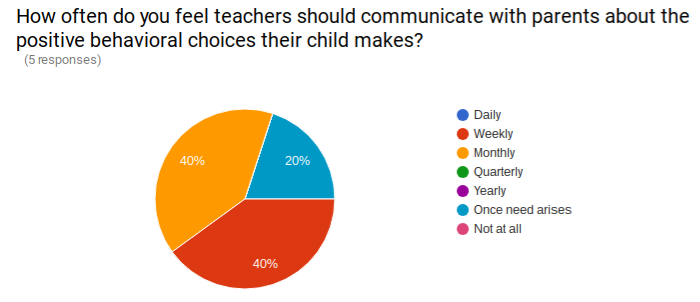 How often do you feel teachers should communicate with parents about the
positive behavioral choices their child makes?
(5 responses)
40%
20%
40%
Daily
Weekly
Monthly
Quarterly
Yearly
Once need arises
Not at all